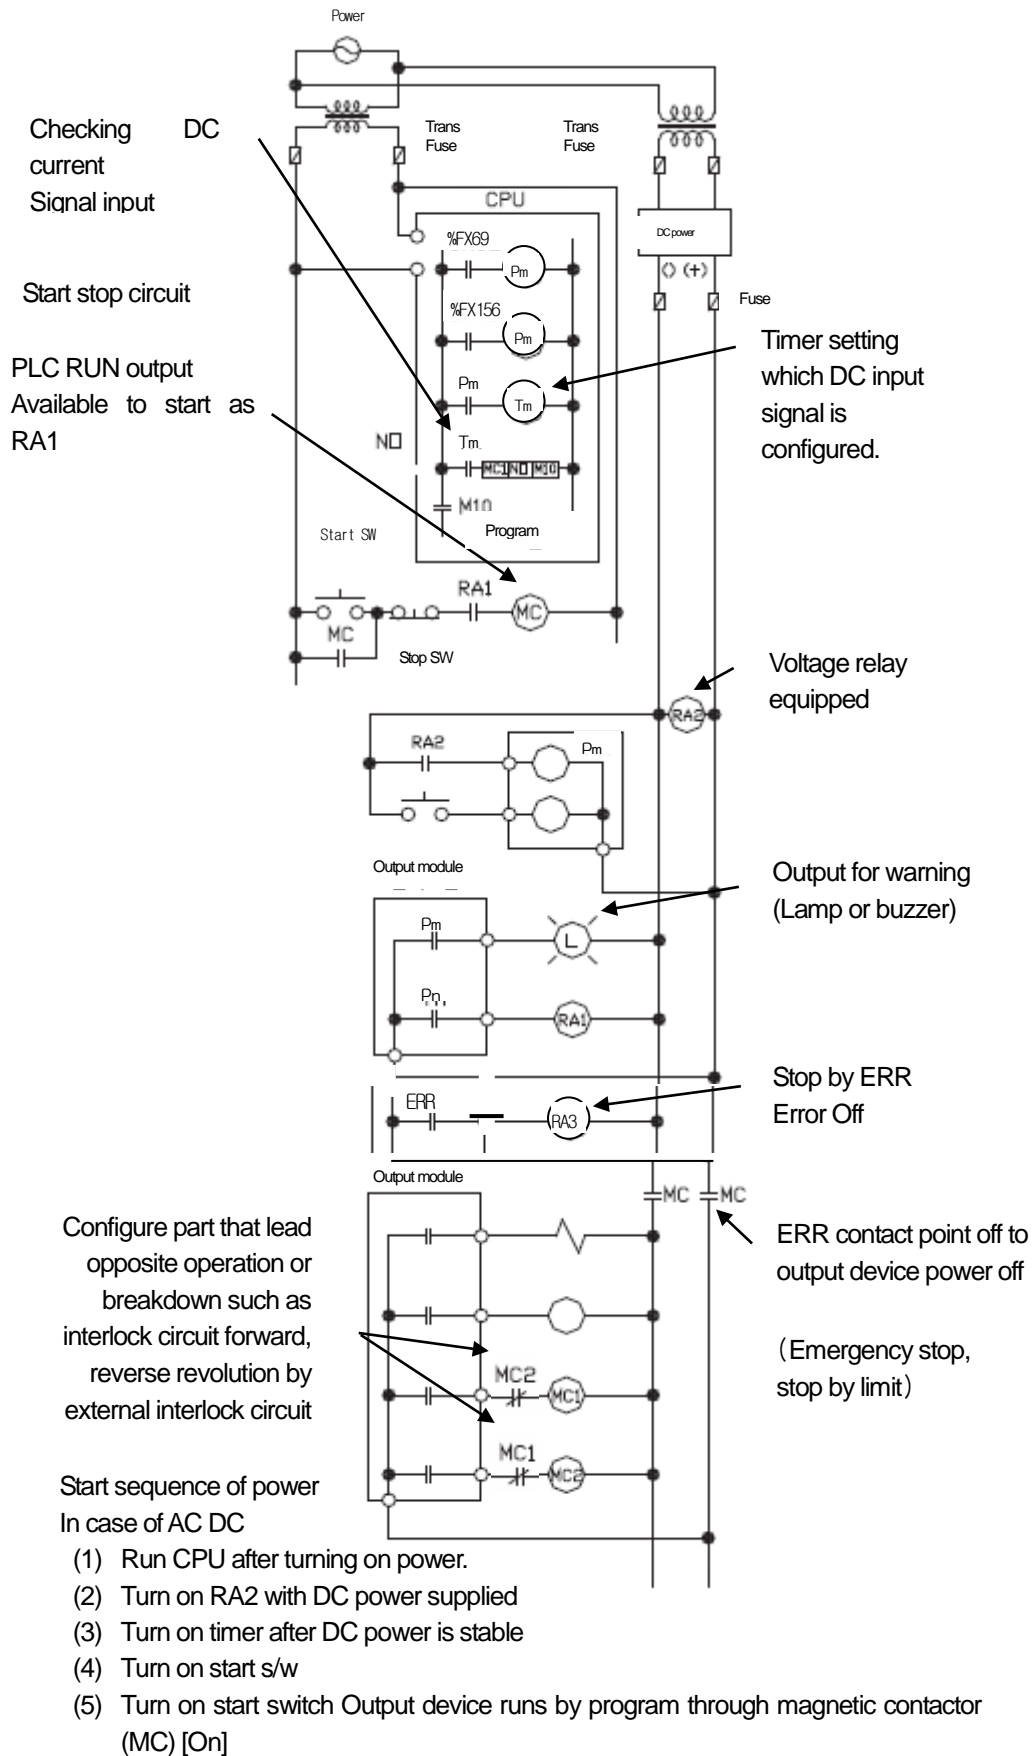 Power
Checking DC
current
Signal input
Trans
Fuse
Trans
Fuse
CPU
%FX69
Pm
DC power
(-) (+)
Start stop circuit
%FX156
Pm
Fuse
PLC RUN output
Available to start as
RA1
Pm
Tm
Timer setting
which DC input
signal is
configured.
NO
Tm
MC1 NO M10
M10
Program
Start SW
RA1
MC
MC
Stop SW
Voltage relay
equipped
RA2
RA2
Pm
Output module
Output for warning
(Lamp or buzzer)
Pm
L
Pn
RA1
Stop by ERR
Error Off
ERR
RA3
Output module
MC MC
Configure part that lead
opposite operation or
breakdown such as
interlock circuit forward,
reverse revolution by
external interlock circuit
ERR contact point off to
output device power off
(Emergency stop,
stop by limit)
MC2
MC1
MC1
MC2
Start sequence of power
In case of AC DC
(1) Run CPU after turning on power.
(2) Turn on RA2 with DC power supplied
(3) Turn on timer after DC power is stable
(4) Turn on start s/w
(5) Turn on start switch Output device runs by program through magnetic contactor
(MC) [On]